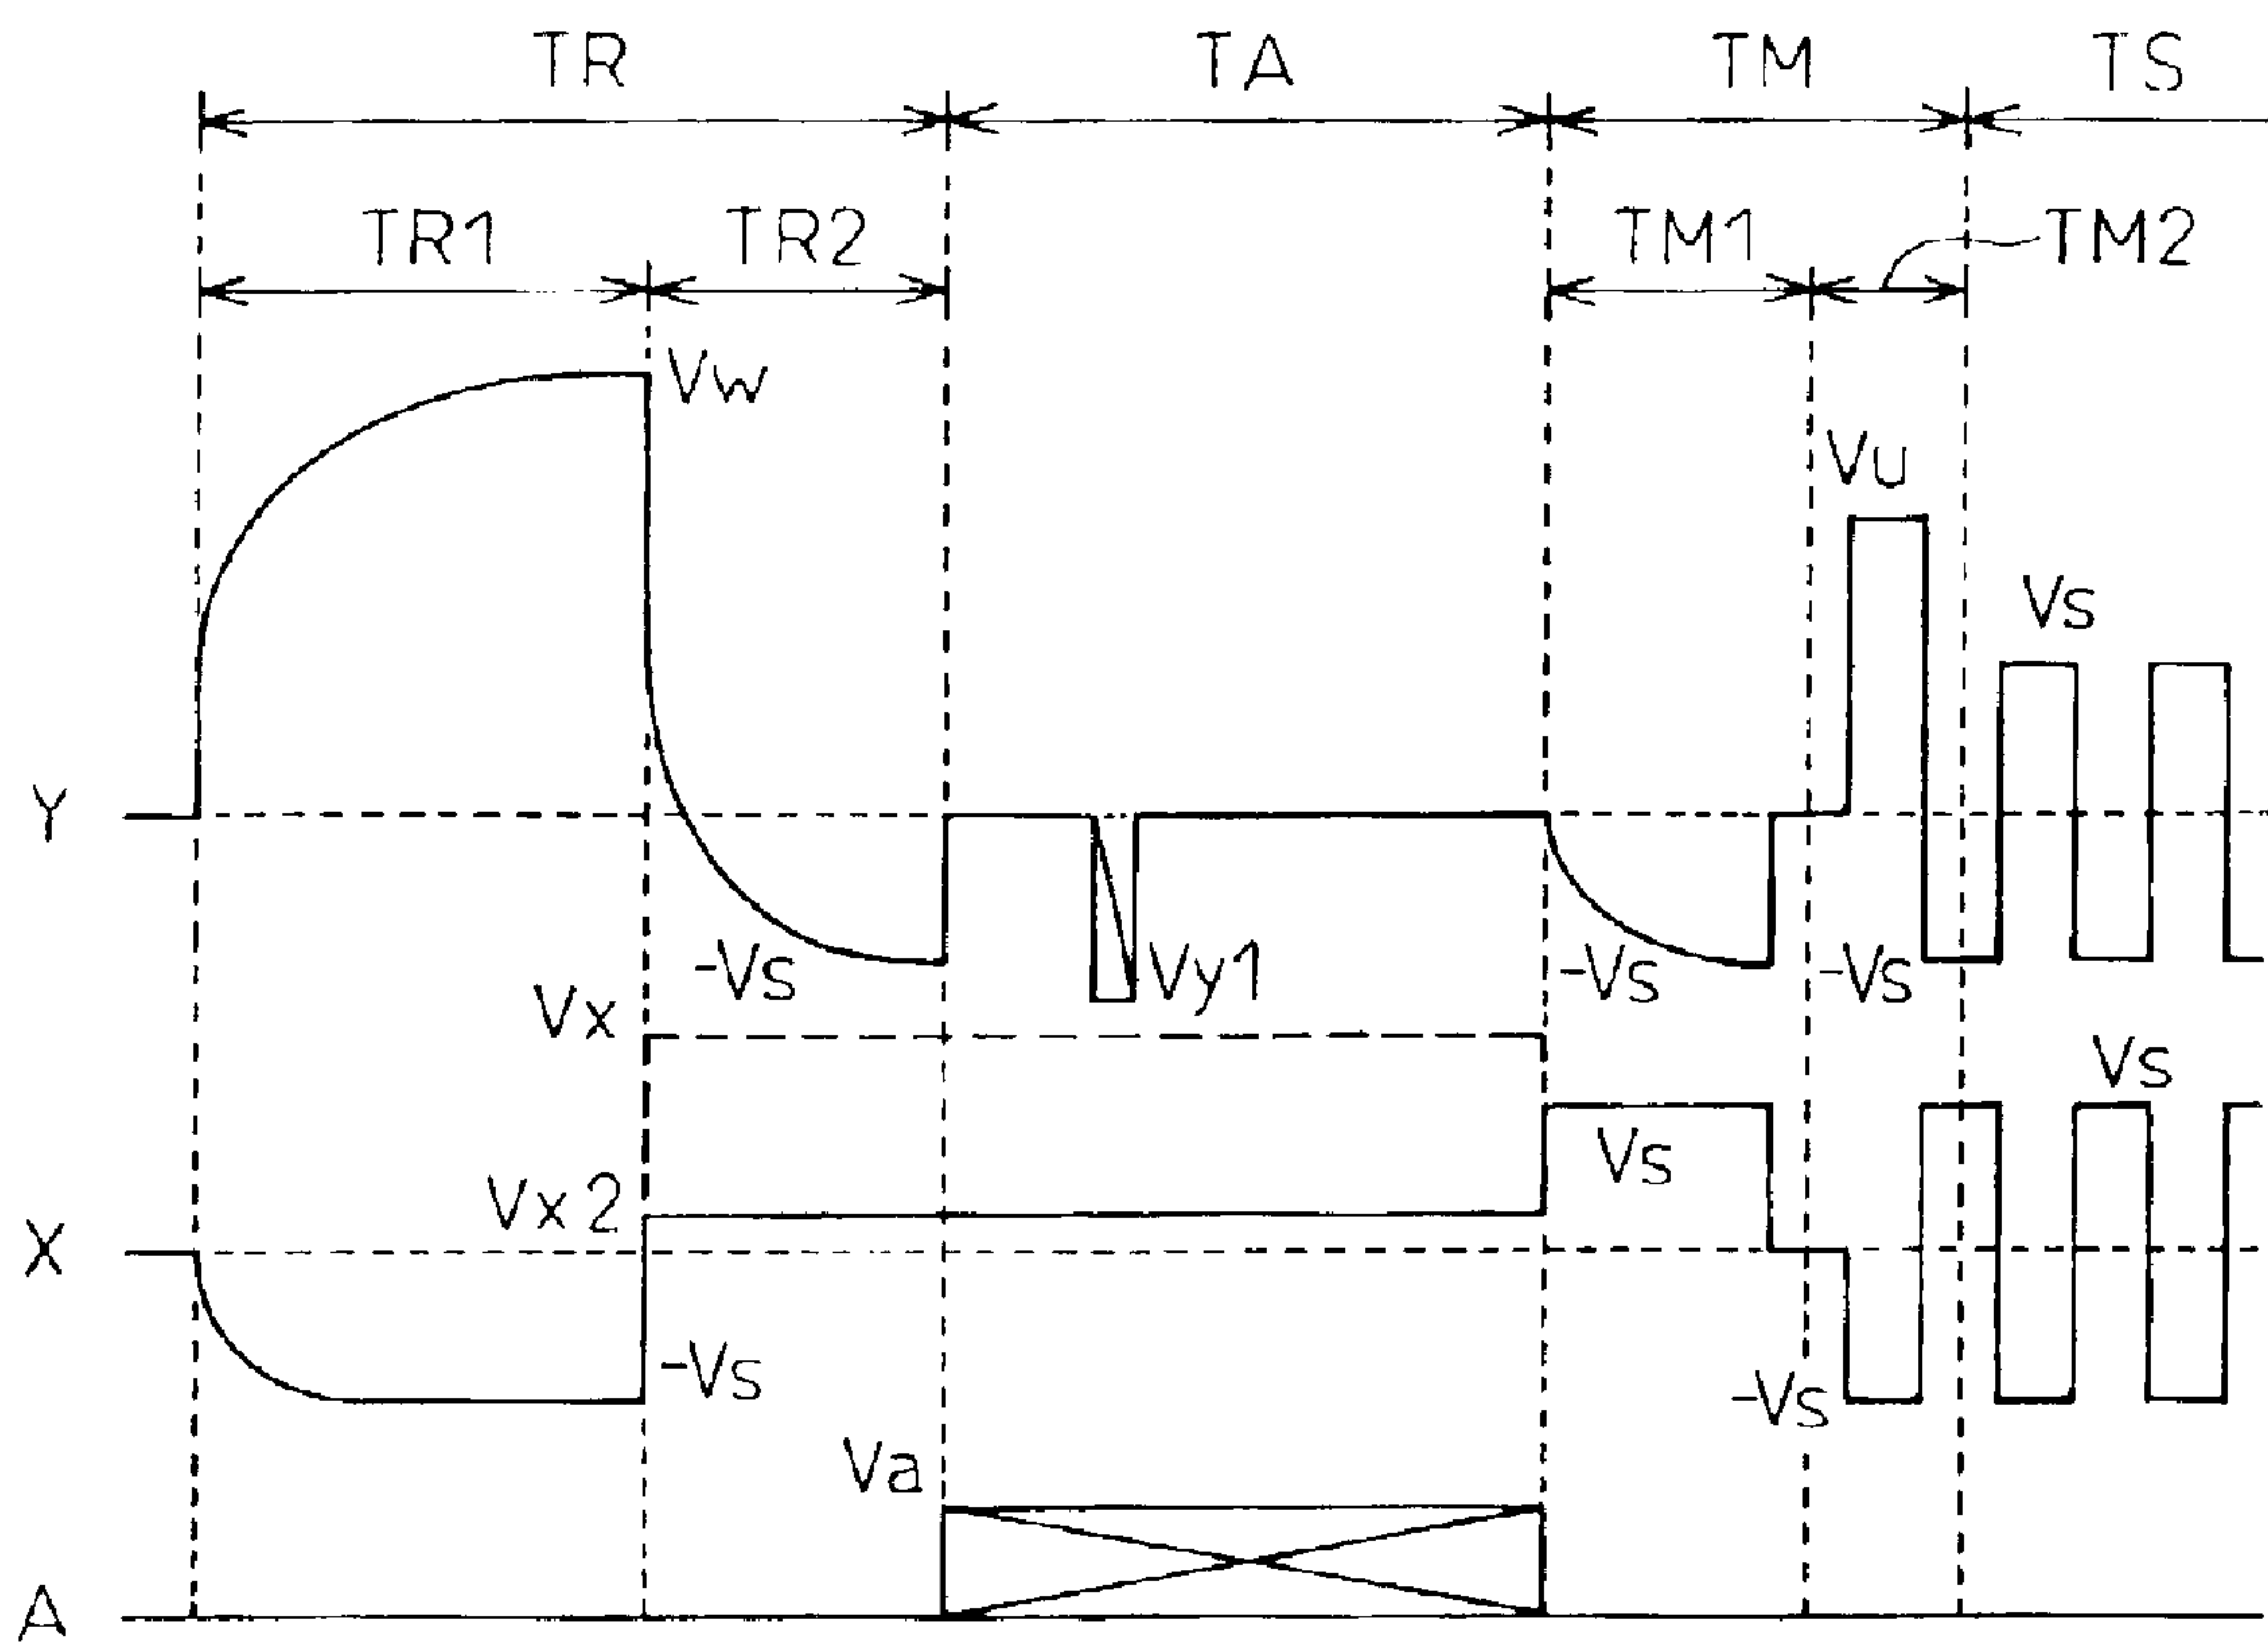 TR TA TM TS
TR1 TR2 TM1 TM2
Vw
Vu
Vs
Y
-Vs Vy1 -Vs -Vs
Vx
Vs
Vs
Vx2
X
-Vs
-Vs
Va
A